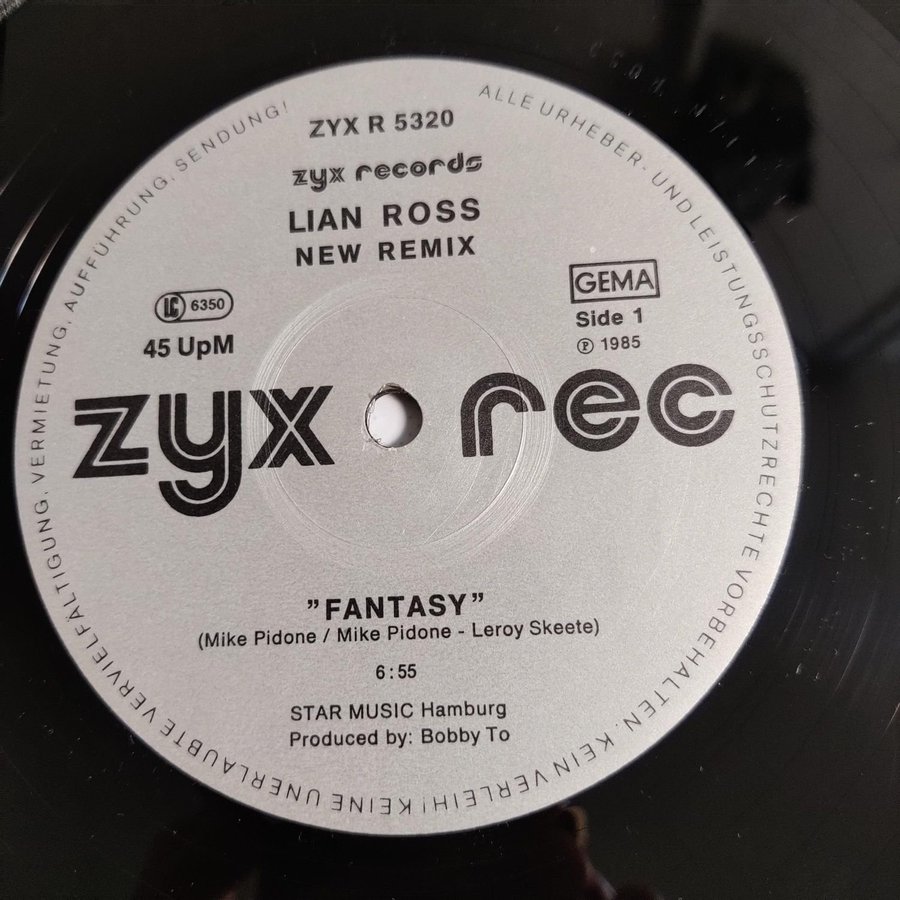 ZYX R 5320
zyx records
LIAN ROSS
NEW REMIX
LC 6350
45 UpM
GEMA
Side 1
℗ 1985
zyx rec
"FANTASY"
(Mike Pidone / Mike Pidone - Leroy Skeete)
6:55
STAR MUSIC Hamburg
Produced by: Bobby To
ALLE URHEBER- UND LEISTUNGSSCHUTZRECHTE VORBEHALTEN. KEIN VERLEIH! KEINE UNERLAUBTE VERVIELFÄLTIGUNG, VERMIETUNG, AUFFÜHRUNG, SENDUNG!